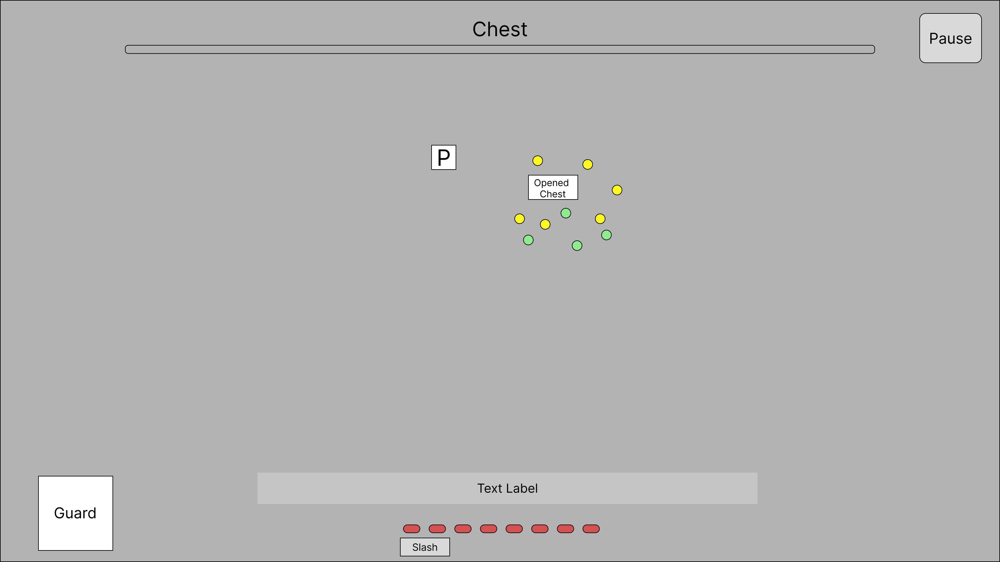 Chest
Pause
P
Opened
Chest
Text Label
Guard
Slash